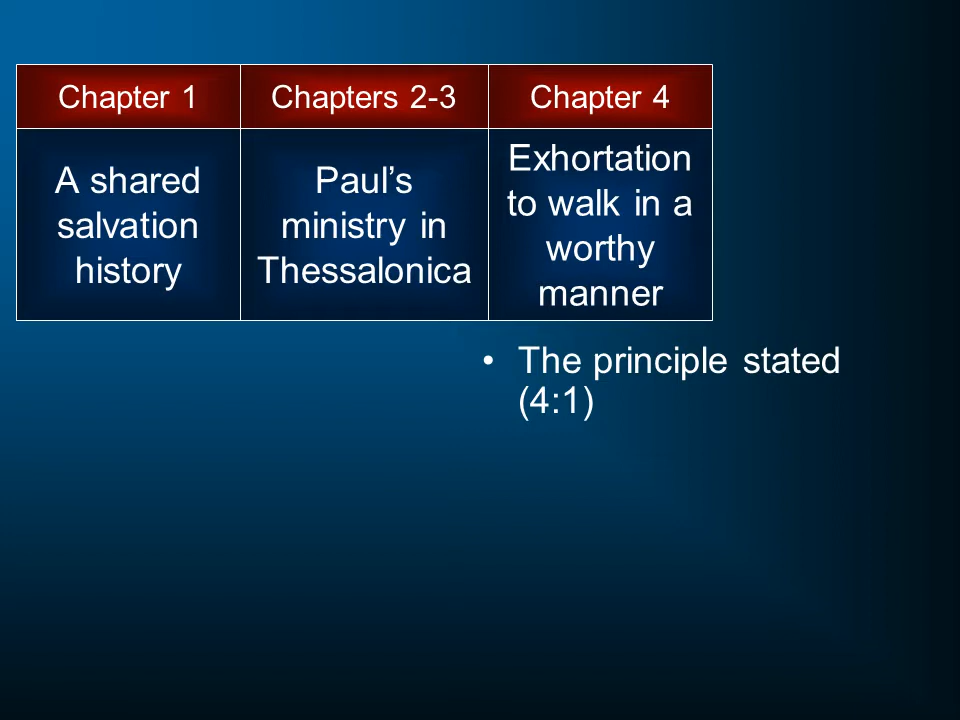 Chapter 1
Chapters 2-3
Chapter 4
A shared
salvation
history
Paul’s
ministry in
Thessalonica
Exhortation
to walk in a
worthy
manner
• The principle stated
(4:1)